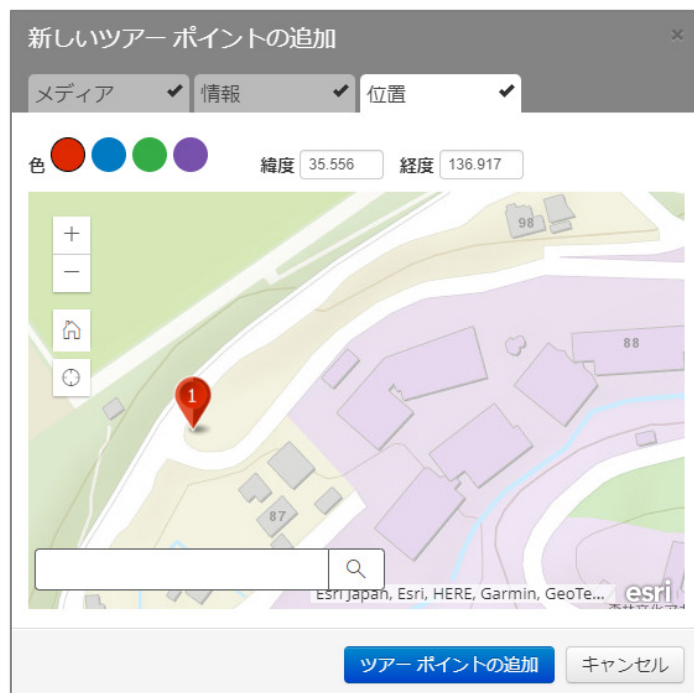 新しいツアー ポイントの追加 ×
メディア ✔ 情報 ✔ 位置 ✔
色 緯度 35.556 経度 136.917
+
98
−
88
1
87
Esri Japan, Esri, HERE, Garmin, GeoTe... esri
ツアー ポイントの追加 キャンセル